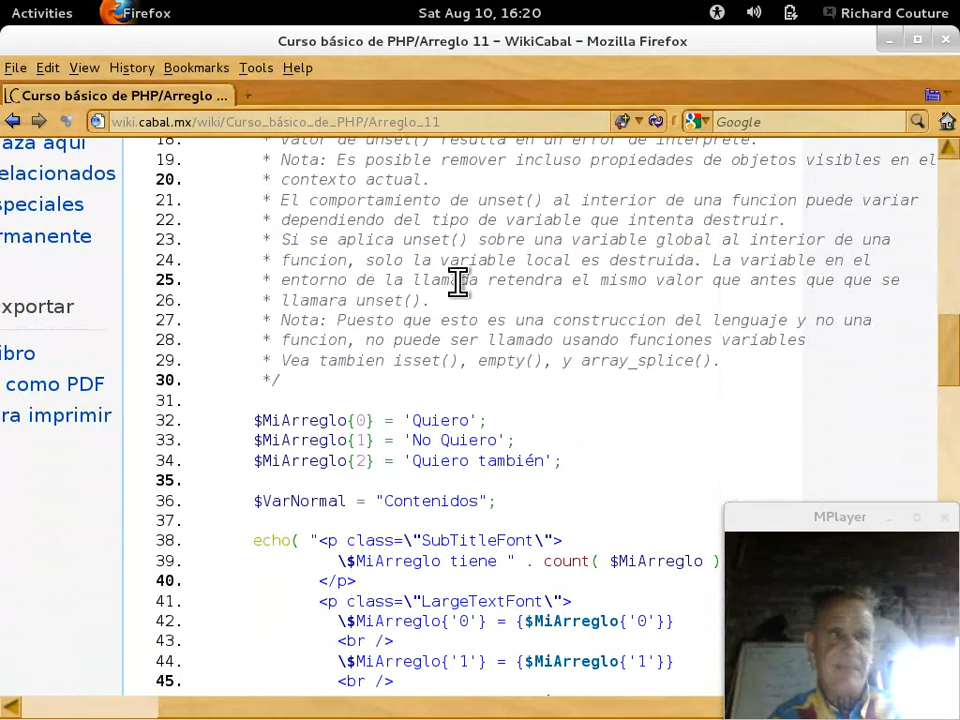 Activities Firefox Sat Aug 10, 16:20 Richard Couture
Curso básico de PHP/Arreglo 11 - WikiCabal - Mozilla Firefox
File Edit View History Bookmarks Tools Help
Curso básico de PHP/Arreglo ... +
wiki.cabal.mx/wiki/Curso_básico_de_PHP/Arreglo_11 Google
aza aquí
elacionados
speciales
rmanente
xportar
ibro
como PDF
ra imprimir
18. * valor de unset() resulta en un error de interprete.
19. * Nota: Es posible remover incluso propiedades de objetos visibles en el
20. * contexto actual.
21. * El comportamiento de unset() al interior de una funcion puede variar
22. * dependiendo del tipo de variable que intenta destruir.
23. * Si se aplica unset() sobre una variable global al interior de una
24. * funcion, solo la variable local es destruida. La variable en el
25. * entorno de la llamada retendra el mismo valor que antes que que se
26. * llamara unset().
27. * Nota: Puesto que esto es una construccion del lenguaje y no una
28. * funcion, no puede ser llamado usando funciones variables
29. * Vea tambien isset(), empty(), y array_splice().
30. */
31.
32. $MiArreglo{0} = 'Quiero';
33. $MiArreglo{1} = 'No Quiero';
34. $MiArreglo{2} = 'Quiero también';
35.
36. $VarNormal = "Contenidos";
37.
38. echo( "<p class=\"SubTitleFont\">
39. \$MiArreglo tiene " . count( $MiArreglo )
40. </p>
41. <p class=\"LargeTextFont\">
42. \$MiArreglo{'0'} = {$MiArreglo{'0'}}
43. <br />
44. \$MiArreglo{'1'} = {$MiArreglo{'1'}}
45. <br />
MPlayer